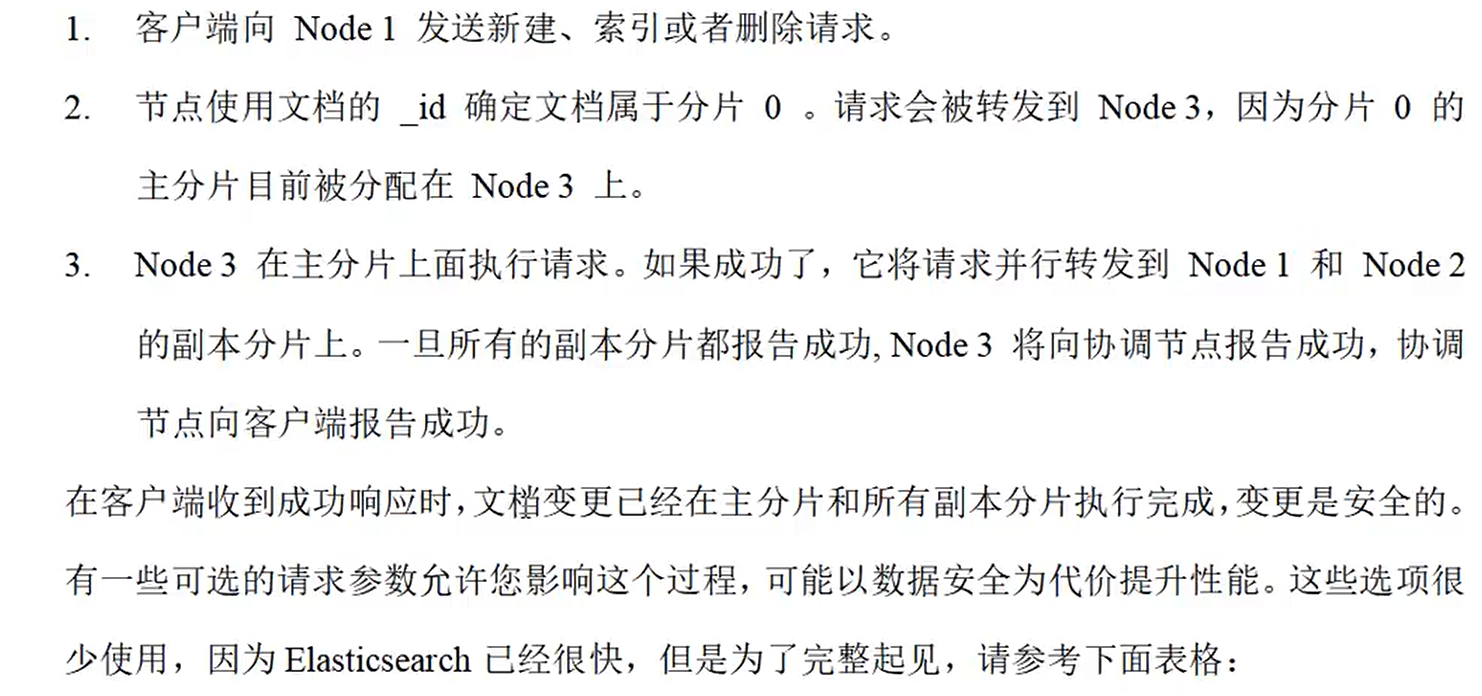 1. 客户端向 Node 1 发送新建、索引或者删除请求。
2. 节点使用文档的 _id 确定文档属于分片 0 。请求会被转发到 Node 3，因为分片 0 的
主分片目前被分配在 Node 3 上。
3. Node 3 在主分片上面执行请求。如果成功了，它将请求并行转发到 Node 1 和 Node 2
的副本分片上。一旦所有的副本分片都报告成功, Node 3 将向协调节点报告成功，协调
节点向客户端报告成功。
在客户端收到成功响应时，文档变更已经在主分片和所有副本分片执行完成，变更是安全的。
有一些可选的请求参数允许您影响这个过程，可能以数据安全为代价提升性能。这些选项很
少使用，因为 Elasticsearch 已经很快，但是为了完整起见，请参考下面表格：